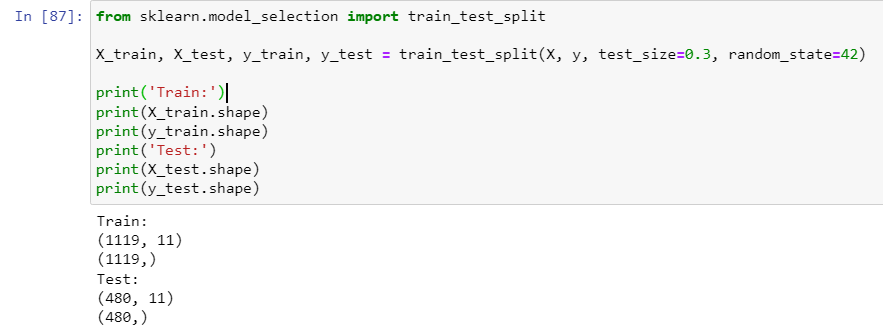 In [87]: from sklearn.model_selection import train_test_split
X_train, X_test, y_train, y_test = train_test_split(X, y, test_size=0.3, random_state=42)
print('Train:')
print(X_train.shape)
print(y_train.shape)
print('Test:')
print(X_test.shape)
print(y_test.shape)
Train:
(1119, 11)
(1119,)
Test:
(480, 11)
(480,)